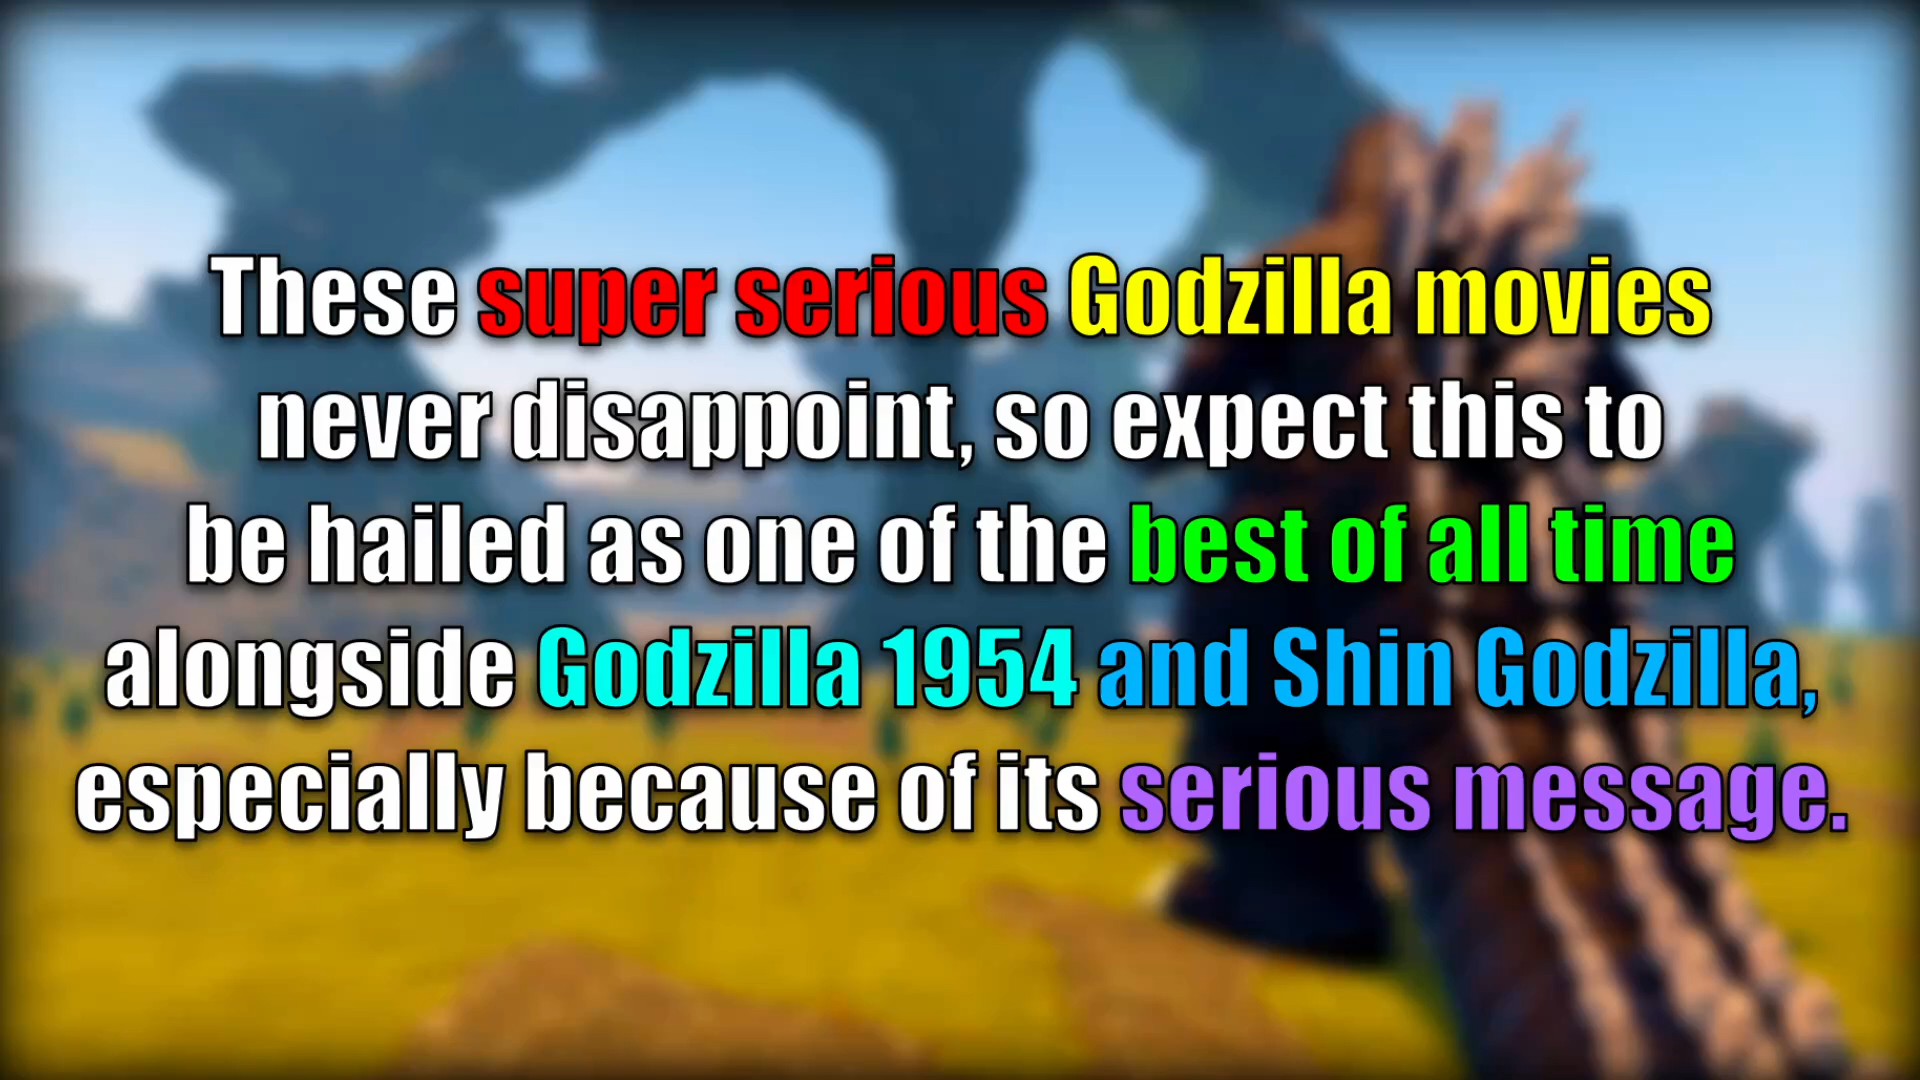 These super serious Godzilla movies
never disappoint, so expect this to
be hailed as one of the best of all time
alongside Godzilla 1954 and Shin Godzilla,
especially because of its serious message.